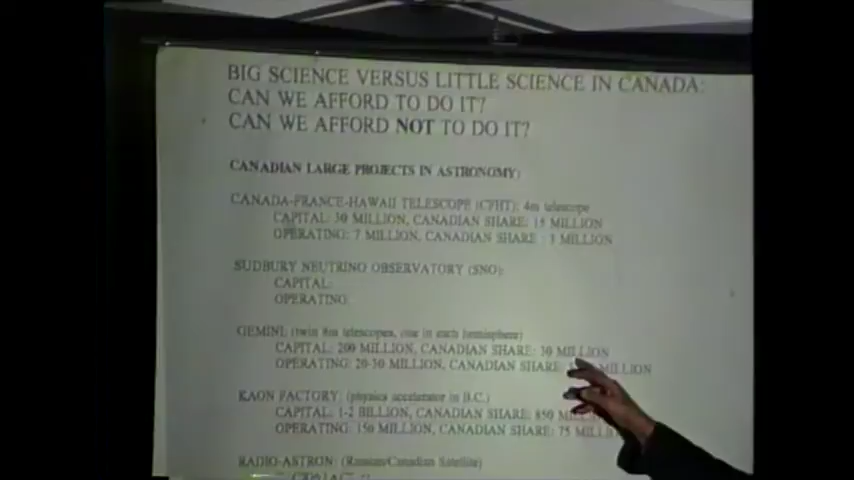 BIG SCIENCE VERSUS LITTLE SCIENCE IN CANADA:
CAN WE AFFORD TO DO IT?
CAN WE AFFORD NOT TO DO IT?
CANADIAN LARGE PROJECTS IN ASTRONOMY:
CANADA-FRANCE-HAWAII TELESCOPE (CFHT): 4m telescope
CAPITAL: 30 MILLION, CANADIAN SHARE: 15 MILLION
OPERATING: 7 MILLION, CANADIAN SHARE : 3 MILLION
SUDBURY NEUTRINO OBSERVATORY (SNO):
CAPITAL:
OPERATING:
GEMINI: (twin 8m telescopes, one in each hemisphere)
CAPITAL: 200 MILLION, CANADIAN SHARE: 30 MILLION
OPERATING: 20-30 MILLION, CANADIAN SHARE: MILLION
KAON FACTORY: (physics accelerator in B.C.)
CAPITAL: 1-2 BILLION, CANADIAN SHARE: 850
OPERATING: 150 MILLION, CANADIAN SHARE: 75
RADIO-ASTRON: (Russian/Canadian Satellite)